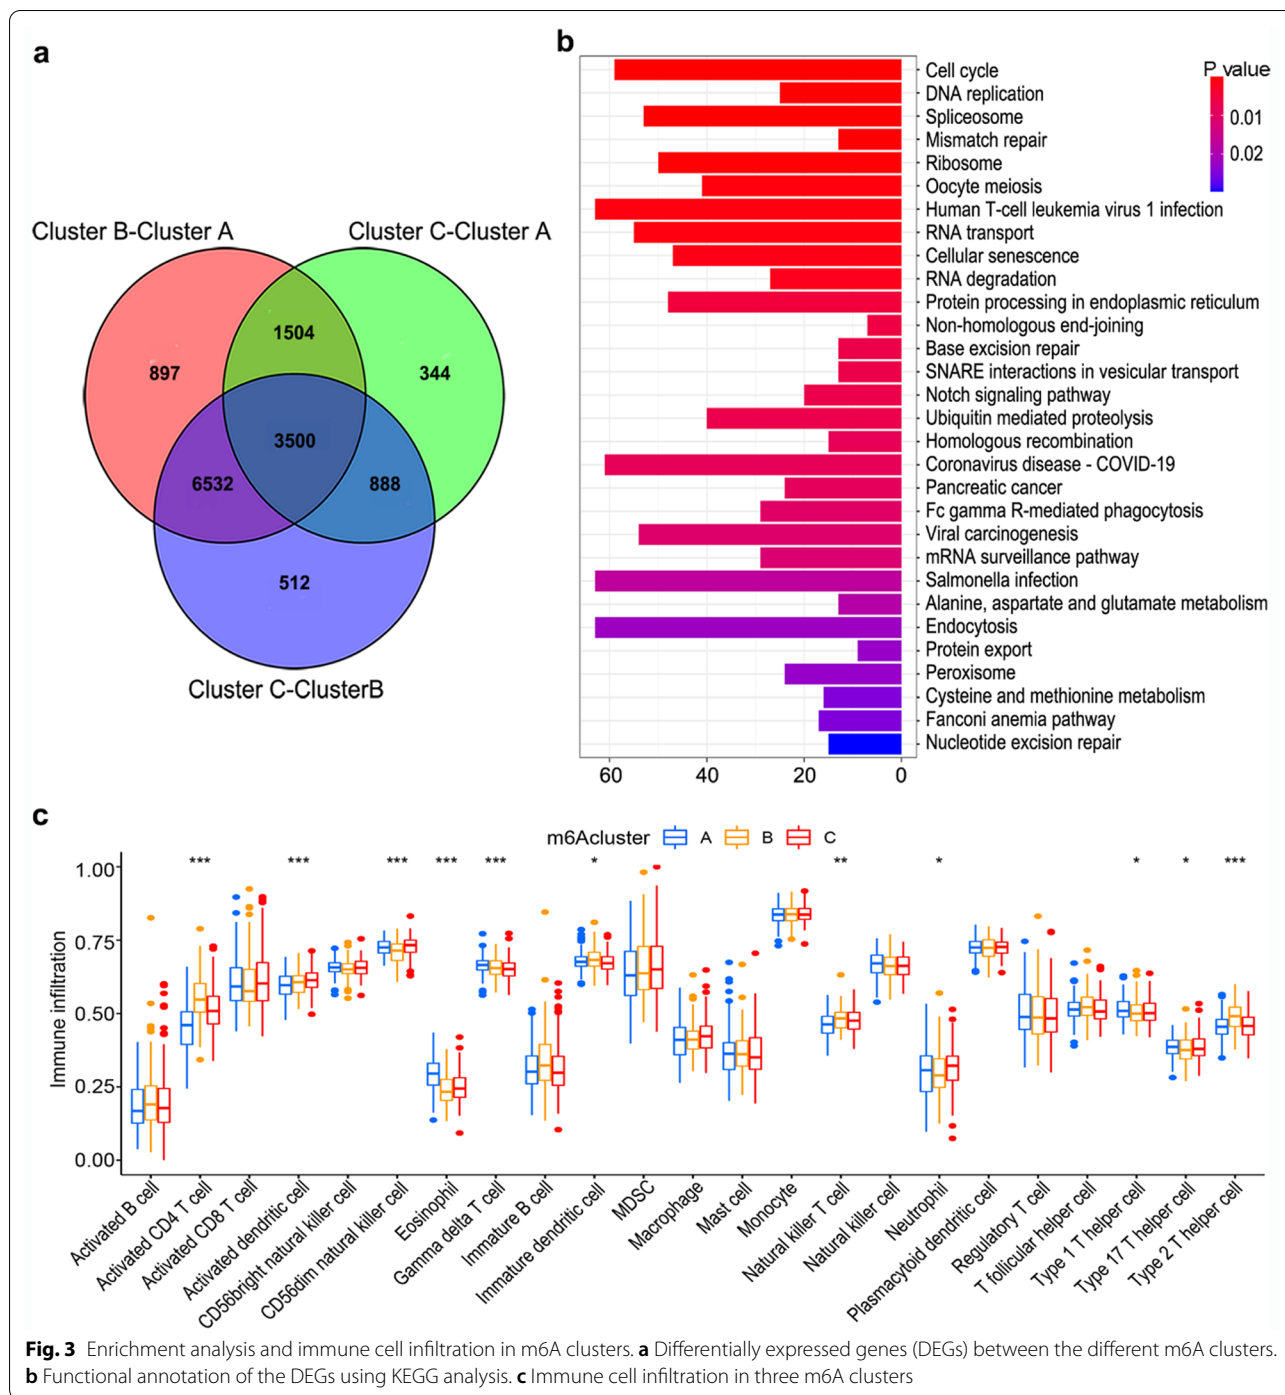 a
Cluster B-Cluster A
Cluster C-Cluster A
1504
897
344
3500
6532
888
512
Cluster C-ClusterB
b
Cell cycle
DNA replication
Spliceosome
Mismatch repair
Ribosome
Oocyte meiosis
Human T-cell leukemia virus 1 infection
RNA transport
Cellular senescence
RNA degradation
Protein processing in endoplasmic reticulum
Non-homologous end-joining
Base excision repair
SNARE interactions in vesicular transport
Notch signaling pathway
Ubiquitin mediated proteolysis
Homologous recombination
Coronavirus disease - COVID-19
Pancreatic cancer
Fc gamma R-mediated phagocytosis
Viral carcinogenesis
mRNA surveillance pathway
Salmonella infection
Alanine, aspartate and glutamate metabolism
Endocytosis
Protein export
Peroxisome
Cysteine and methionine metabolism
Fanconi anemia pathway
Nucleotide excision repair
60 40 20 0
P value
0.01
0.02
c
m6Acluster A B C
*** *** *** *** *** * ** * * * ***
Immune infiltration
1.00
0.75
0.50
0.25
0.00
Activated B cell
Activated CD4 T cell
Activated CD8 T cell
Activated dendritic cell
CD56bright natural killer cell
CD56dim natural killer cell
Eosinophil
Gamma delta T cell
Immature B cell
Immature dendritic cell
MDSC
Macrophage
Mast cell
Monocyte
Natural killer T cell
Natural killer cell
Neutrophil
Plasmacytoid dendritic cell
Regulatory T cell
T follicular helper cell
Type 1 T helper cell
Type 17 T helper cell
Type 2 T helper cell
Fig. 3 Enrichment analysis and immune cell infiltration in m6A clusters. a Differentially expressed genes (DEGs) between the different m6A clusters.
b Functional annotation of the DEGs using KEGG analysis. c Immune cell infiltration in three m6A clusters